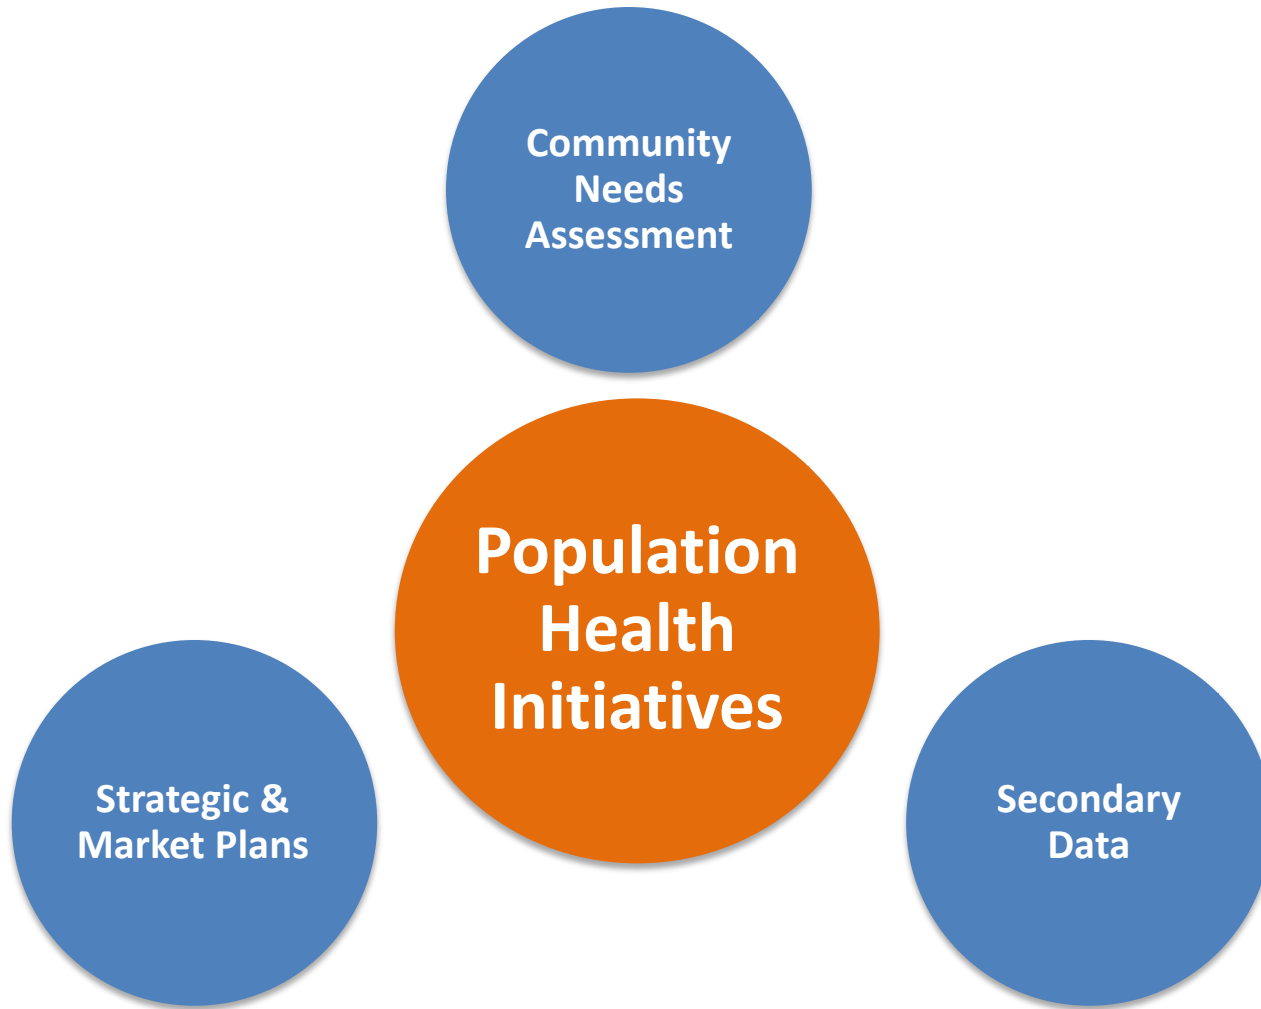 Community
Needs
Assessment
Population
Health
Initiatives
Strategic &
Market Plans
Secondary
Data